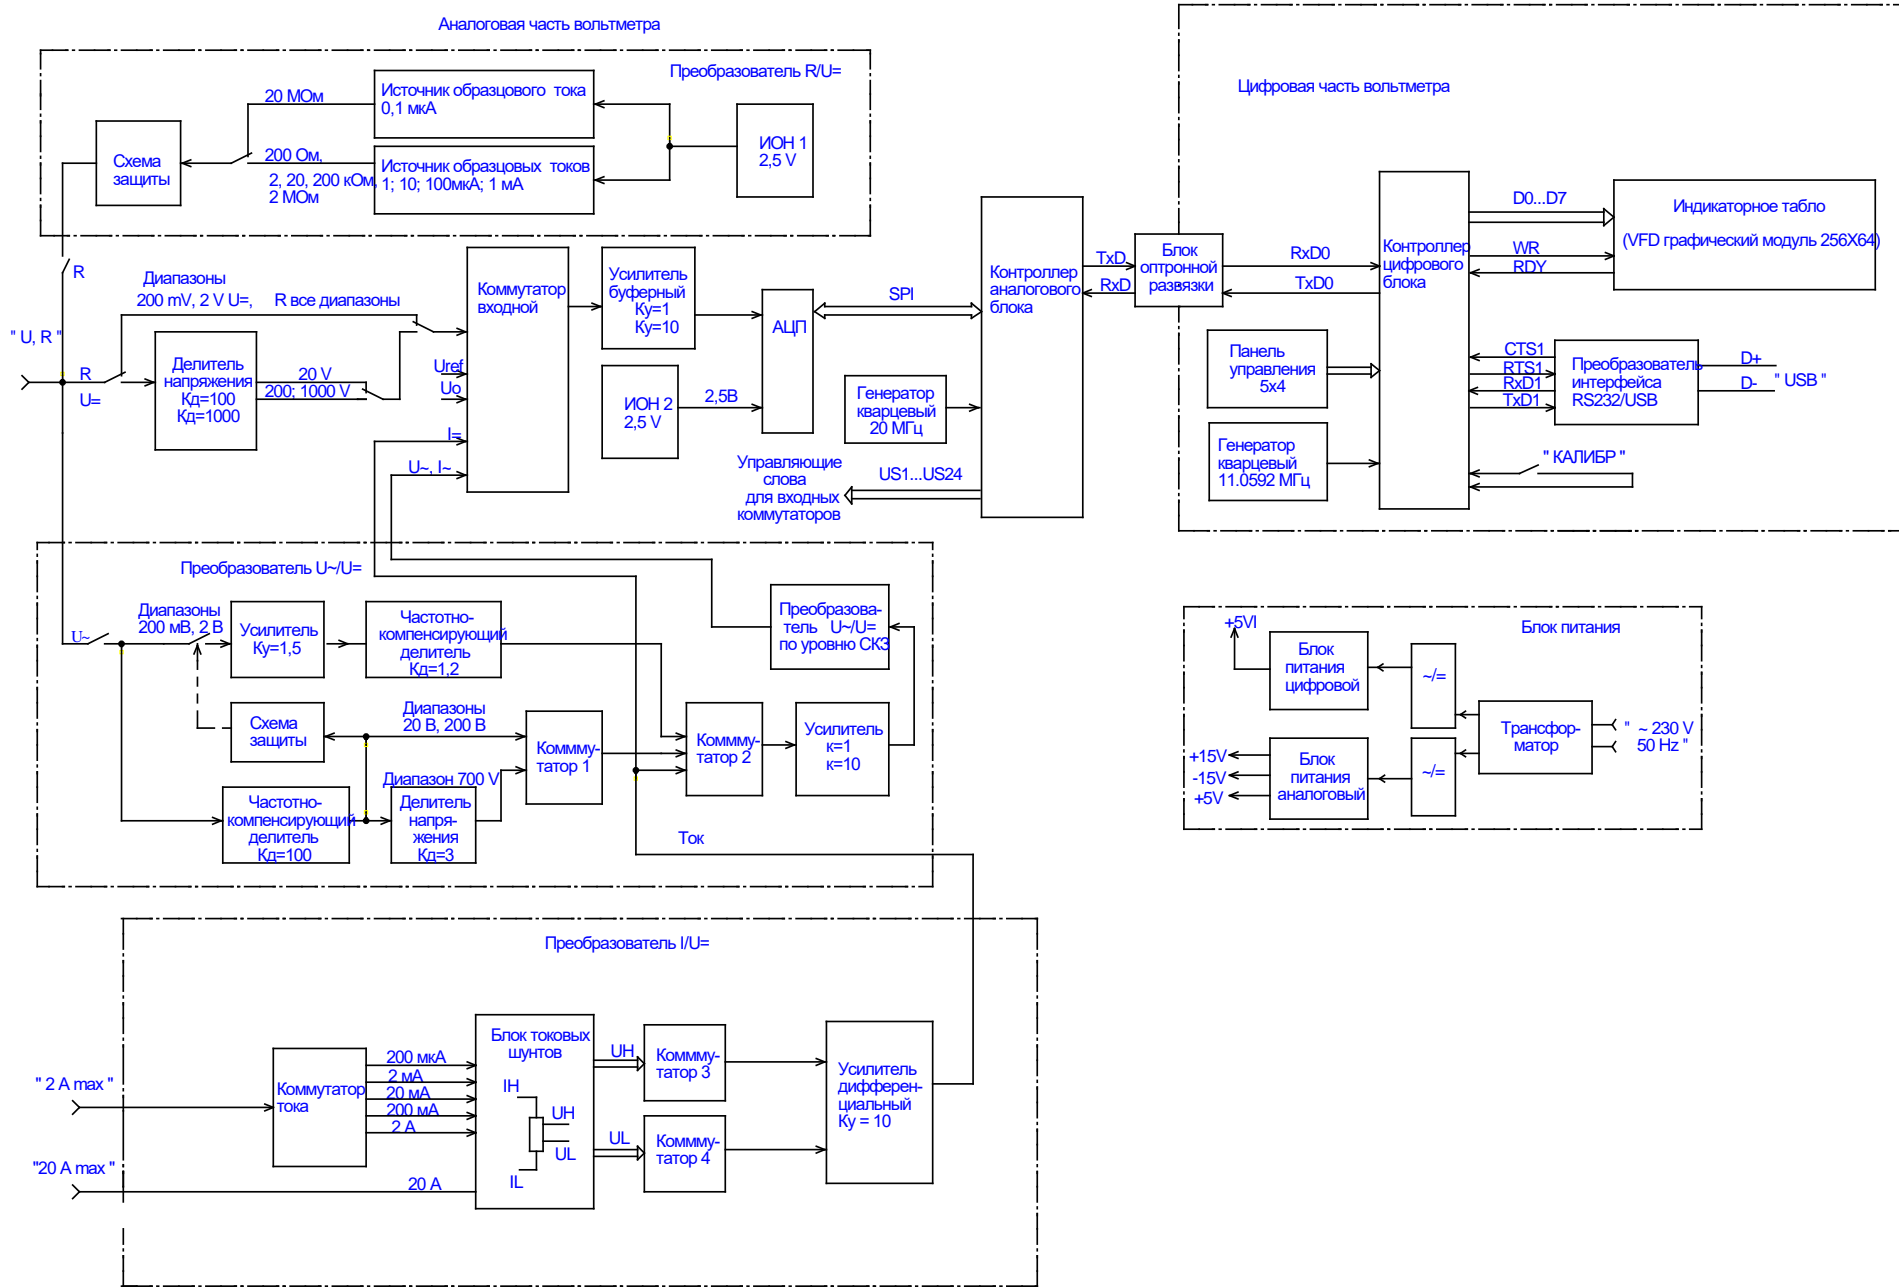 Аналоговая часть вольтметра
Преобразователь R/U=
20 МОм
Источник образцового тока
0,1 мкА
ИОН 1
2,5 V
Схема
защиты
200 Ом,
2, 20, 200 кОм,
2 МОм
Источник образцовых токов
1; 10; 100мкА; 1 мА
R
Диапазоны
200 mV, 2 V U=,
R все диапазоны
" U, R "
R
U=
Делитель
напряжения
Кд=100
Кд=1000
20 V
200; 1000 V
Коммутатор
входной
Uref
Uo
I=
U~, I~
Усилитель
буферный
Ку=1
Ку=10
ИОН 2
2,5 V
2,5В
АЦП
SPI
Генератор
кварцевый
20 МГц
Управляющие
слова
для входных
коммутаторов
US1...US24
Контроллер
аналогового
блока
TxD
RxD
Блок
оптронной
развязки
Цифровая часть вольтметра
RxD0
TxD0
Контроллер
цифрового
блока
D0...D7
WR
RDY
Индикаторное табло
(VFD графический модуль 256X64)
Панель
управления
5x4
CTS1
RTS1
RxD1
TxD1
Преобразователь
интерфейса
RS232/USB
D+
D-
" USB "
Генератор
кварцевый
11.0592 МГц
" КАЛИБР "
Преобразователь U~/U=
U~
Диапазоны
200 мВ, 2 В
Усилитель
Ку=1,5
Частотно-
компенсирующий
делитель
Кд=1,2
Преобразова-
тель U~/U=
по уровню СКЗ
Схема
защиты
Диапазоны
20 В, 200 В
Комммy-
татор 1
Комммy-
татор 2
Усилитель
к=1
к=10
Диапазон 700 V
Частотно-
компенсирующий
делитель
Кд=100
Делитель
напря-
жения
Кд=3
Ток
Блок питания
+5VI
Блок
питания
цифровой
~/=
Трансфор-
матор
" ~ 230 V
50 Hz "
+15V
-15V
+5V
Блок
питания
аналоговый
~/=
Преобразователь I/U=
" 2 A max "
Коммутатор
тока
200 мкА
2 мА
20 мА
200 мА
2 А
Блок токовых
шунтов
IH
UH
UL
IL
UH
UL
Комммy-
татор 3
Комммy-
татор 4
Усилитель
дифферен-
циальный
Ку = 10
"20 A max "
20 А